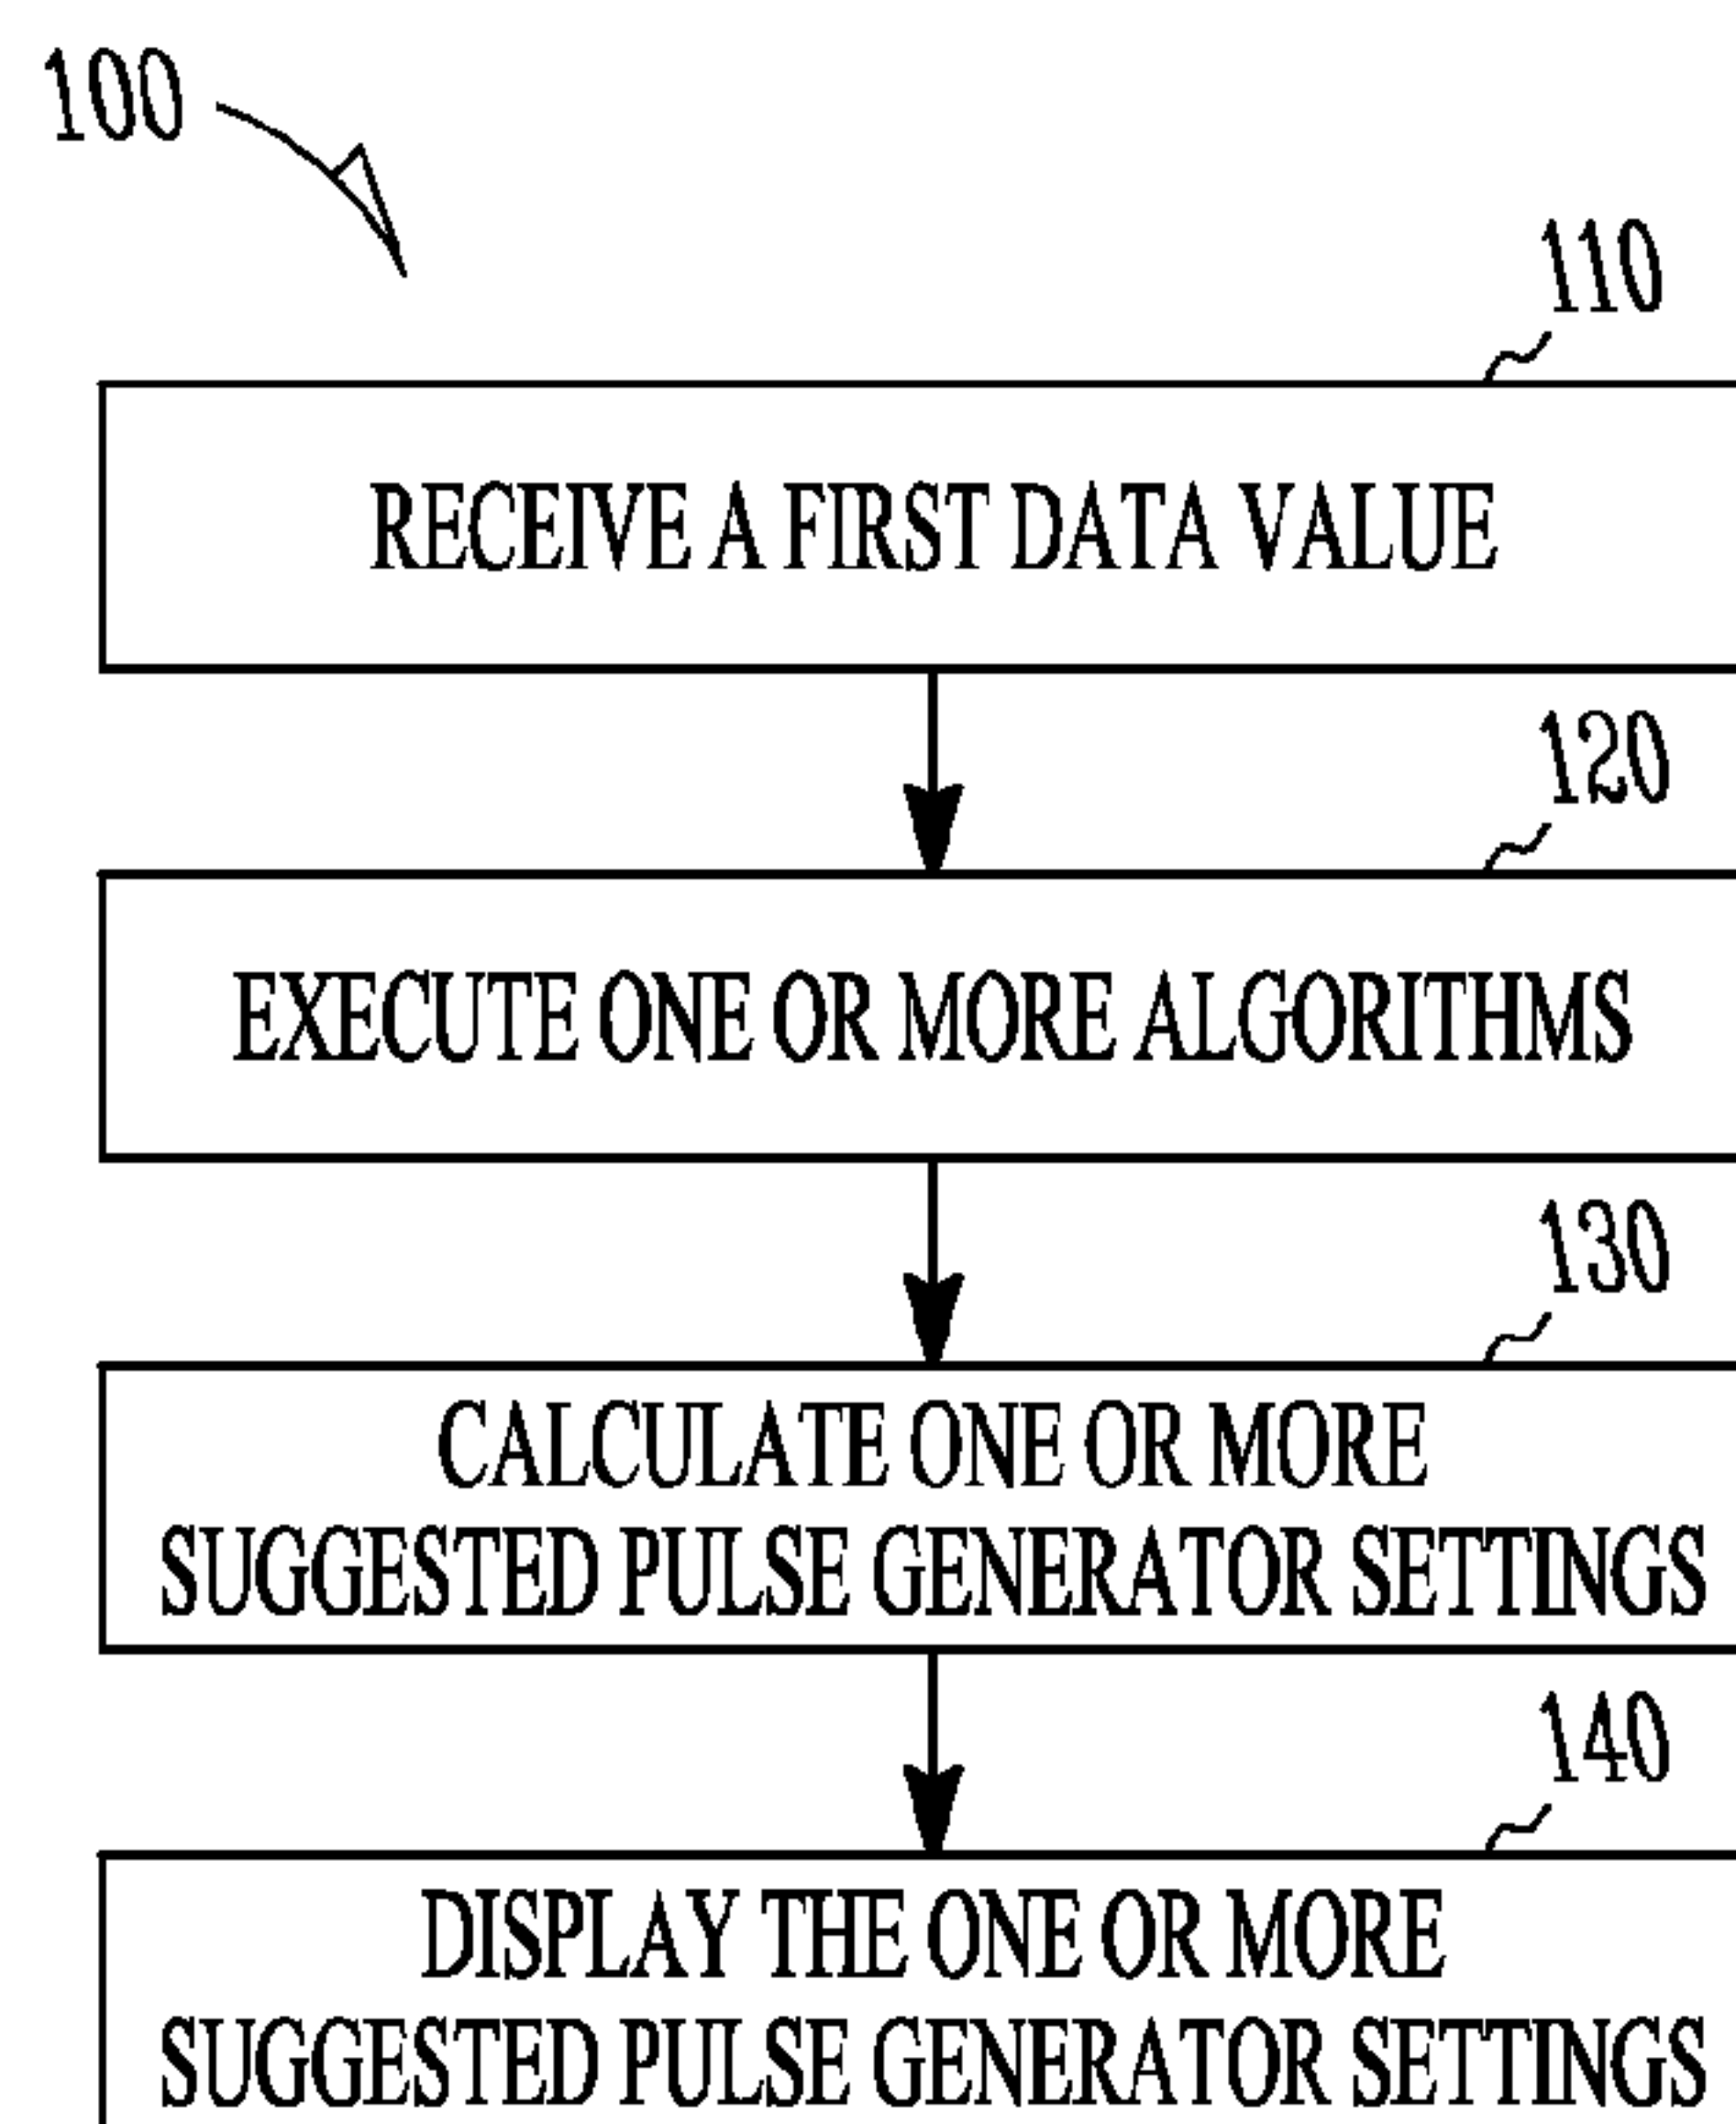 100
110
RECEIVE A FIRST DATA VALUE
120
EXECUTE ONE OR MORE ALGORITHMS
130
CALCULATE ONE OR MORE
SUGGESTED PULSE GENERATOR SETTINGS
140
DISPLAY THE ONE OR MORE
SUGGESTED PULSE GENERATOR SETTINGS